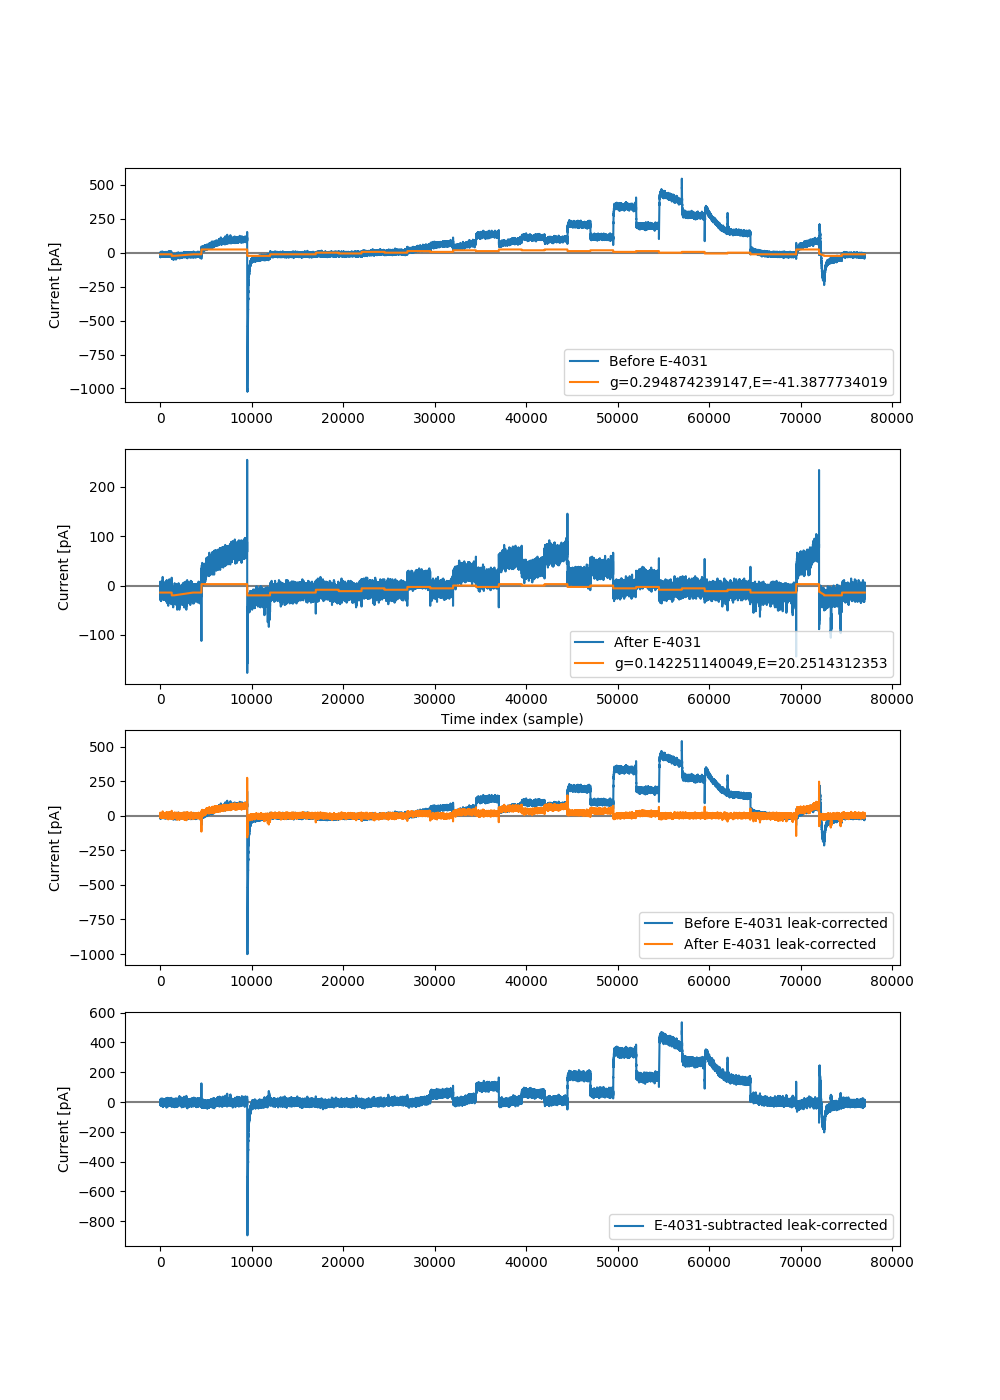 500
250
0
−250
−500
−750
−1000
Current [pA]
Before E-4031
g=0.294874239147,E=-41.3877734019
0 10000 20000 30000 40000 50000 60000 70000 80000
200
100
0
−100
Current [pA]
After E-4031
g=0.142251140049,E=20.2514312353
0 10000 20000 30000 40000 50000 60000 70000 80000
Time index (sample)
500
250
0
−250
−500
−750
−1000
Current [pA]
Before E-4031 leak-corrected
After E-4031 leak-corrected
0 10000 20000 30000 40000 50000 60000 70000 80000
600
400
200
0
−200
−400
−600
−800
Current [pA]
E-4031-subtracted leak-corrected
0 10000 20000 30000 40000 50000 60000 70000 80000